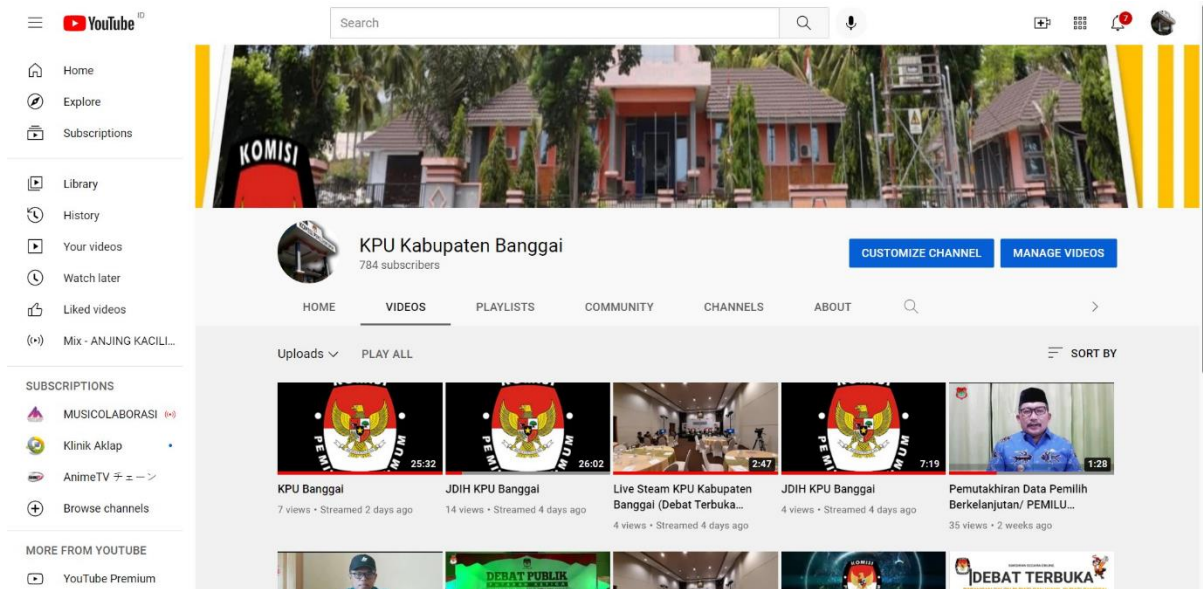 YouTube ID
Search
7
Home
Explore
Subscriptions
Library
History
Your videos
Watch later
Liked videos
Mix - ANJING KACILI...
SUBSCRIPTIONS
MUSICOLABORASI
Klinik Aklap
AnimeTV チェーン
Browse channels
MORE FROM YOUTUBE
YouTube Premium
KOMISI
KPU Kabupaten Banggai
784 subscribers
CUSTOMIZE CHANNEL
MANAGE VIDEOS
HOME VIDEOS PLAYLISTS COMMUNITY CHANNELS ABOUT
Uploads PLAY ALL
SORT BY
PEMI UMUM
25:32
KPU Banggai
7 views • Streamed 2 days ago
26:02
JDIH KPU Banggai
14 views • Streamed 4 days ago
2:47
Live Steam KPU Kabupaten
Banggai (Debat Terbuka...
4 views • Streamed 4 days ago
7:19
JDIH KPU Banggai
4 views • Streamed 4 days ago
1:28
Pemutakhiran Data Pemilih
Berkelanjutan/ PEMILU...
35 views • 2 weeks ago
DEBAT PUBLIK
KOMISI
DEBAT TERBUKA